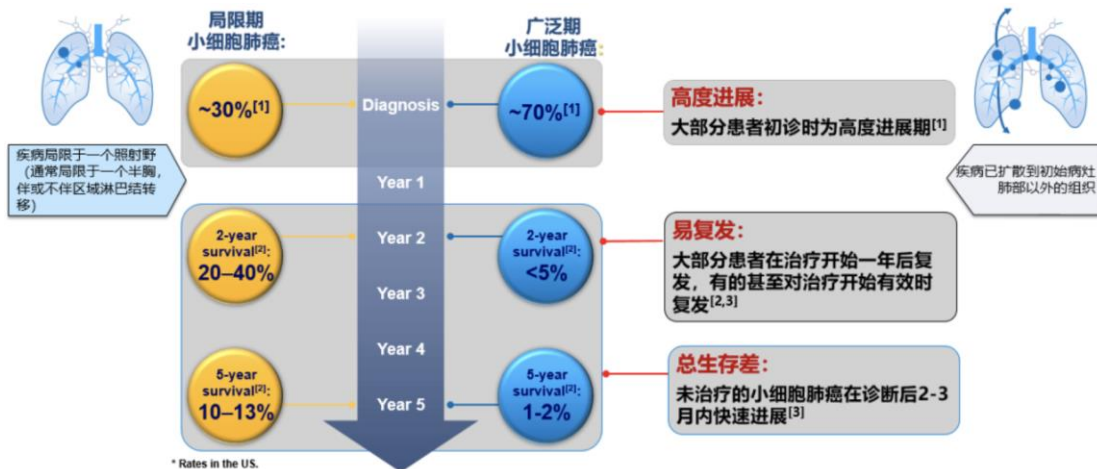 局限期
小细胞肺癌:
广泛期
小细胞肺癌:
~30%[1]
Diagnosis
~70%[1]
高度进展:
大部分患者初诊时为高度进展期[1]
疾病局限于一个照射野
(通常局限于一个半胸,
伴或不伴区域淋巴结转
移)
疾病已扩散到初始病灶
肺部以外的组织
Year 1
2-year
survival[2]:
20–40%
Year 2
2-year
survival[2]:
<5%
易复发:
大部分患者在治疗开始一年后复
发，有的甚至对治疗开始有效时
复发[2,3]
Year 3
Year 4
5-year
survival[2]:
10–13%
Year 5
5-year
survival[2]:
1-2%
总生存差:
未治疗的小细胞肺癌在诊断后2-3
月内快速进展[3]
* Rates in the US.